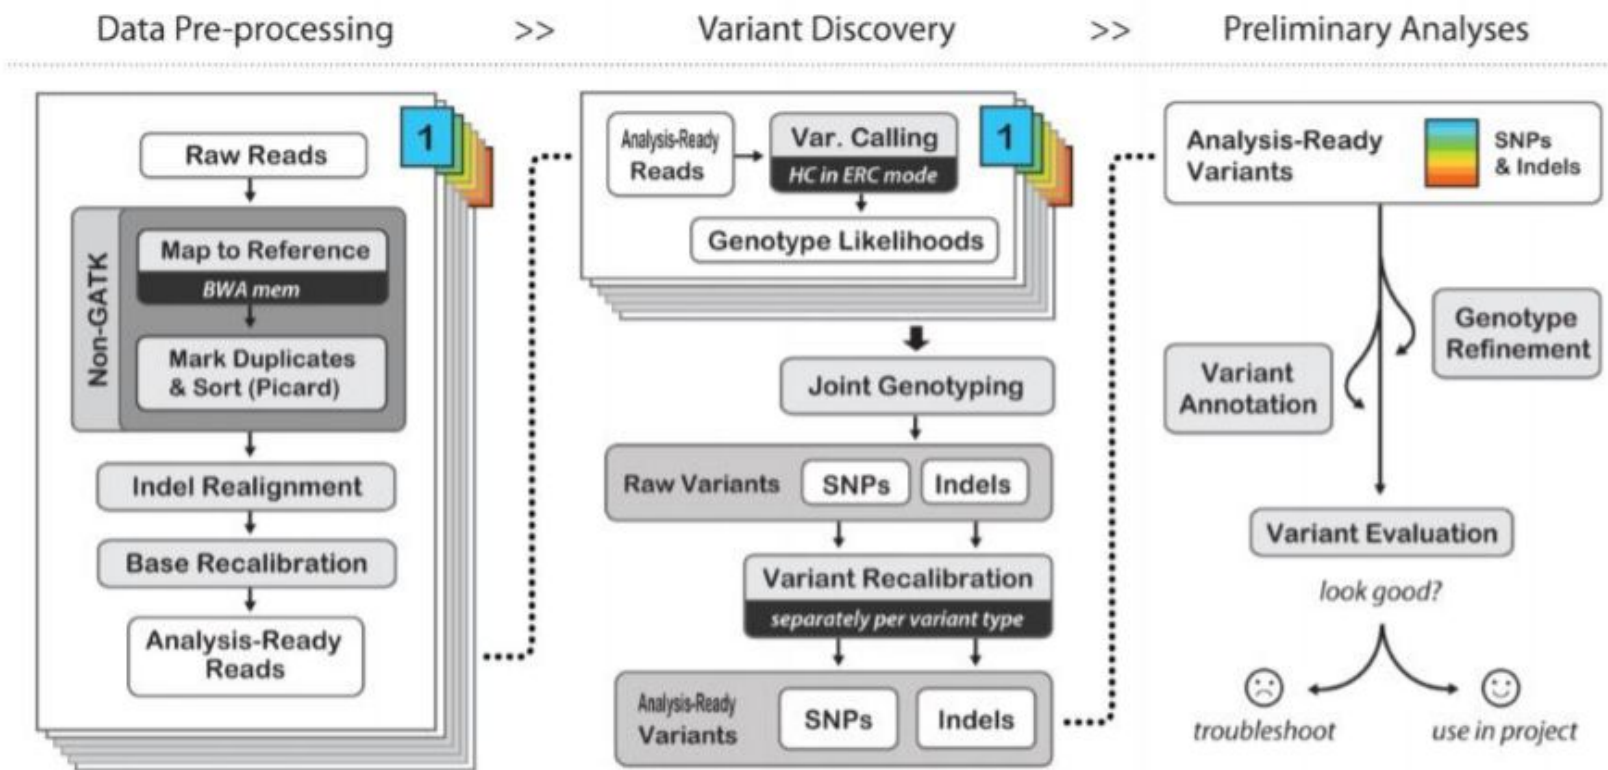 Data Pre-processing >> Variant Discovery >> Preliminary Analyses
1
Raw Reads
Non-GATK
Map to Reference
BWA mem
Mark Duplicates
& Sort (Picard)
Indel Realignment
Base Recalibration
Analysis-Ready
Reads
Analysis-Ready
Reads
Var. Calling
HC in ERC mode
1
Genotype Likelihoods
Joint Genotyping
Raw Variants
SNPs
Indels
Variant Recalibration
separately per variant type
Analysis-Ready
Variants
SNPs
Indels
Analysis-Ready
Variants
SNPs
& Indels
Genotype
Refinement
Variant
Annotation
Variant Evaluation
look good?
troubleshoot
use in project